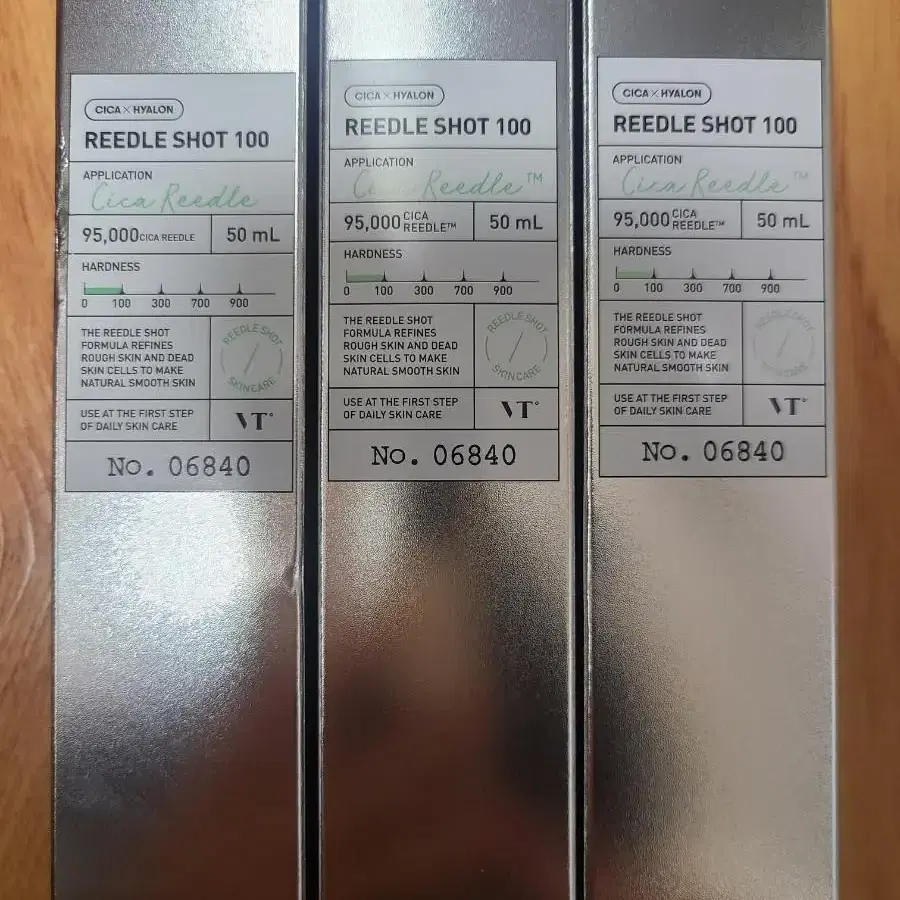 CICA × HYALON
REEDLE SHOT 100
APPLICATION
Cica Reedle
95,000 CICA REEDLE
50 mL
HARDNESS
0 100 300 700 900
THE REEDLE SHOT
FORMULA REFINES
ROUGH SKIN AND DEAD
SKIN CELLS TO MAKE
NATURAL SMOOTH SKIN
REEDLE SHOT
SKINCARE
USE AT THE FIRST STEP
OF DAILY SKIN CARE
VT°
No. 06840
CICA × HYALON
REEDLE SHOT 100
APPLICATION
Cica Reedle™
95,000 CICA
REEDLE™
50 mL
HARDNESS
0 100 300 700 900
THE REEDLE SHOT
FORMULA REFINES
ROUGH SKIN AND DEAD
SKIN CELLS TO MAKE
NATURAL SMOOTH SKIN
REEDLE SHOT
SKINCARE
USE AT THE FIRST STEP
OF DAILY SKIN CARE
VT°
No. 06840
CICA × HYALON
REEDLE SHOT 100
APPLICATION
Cica Reedle™
95,000 CICA
REEDLE™
50 mL
HARDNESS
0 100 300 700 900
THE REEDLE SHOT
FORMULA REFINES
ROUGH SKIN AND DEAD
SKIN CELLS TO MAKE
NATURAL SMOOTH SKIN
REEDLE SHOT
SKINCARE
USE AT THE FIRST STEP
OF DAILY SKIN CARE
VT°
No. 06840